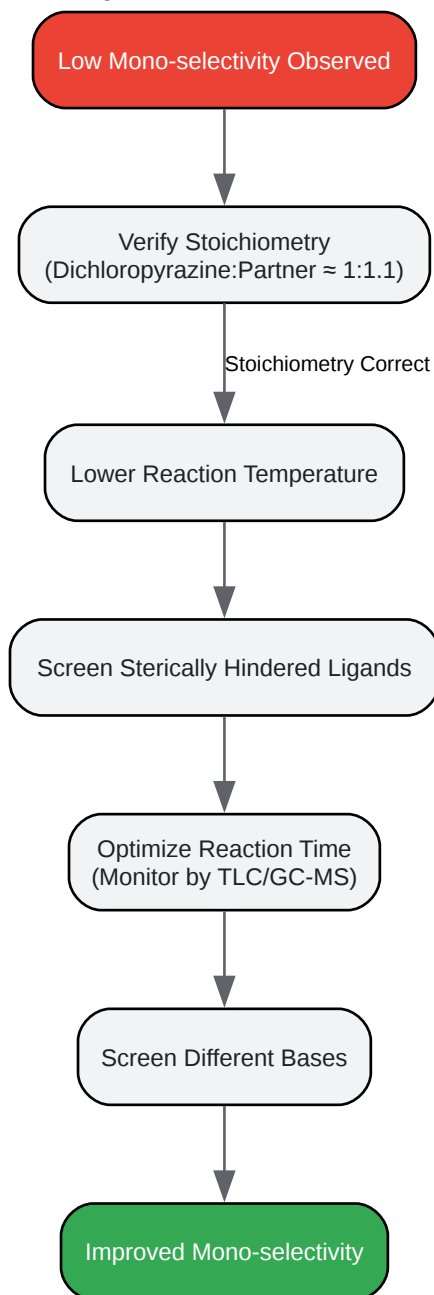 Low Mono-selectivity Observed
Verify Stoichiometry
(Dichloropyrazine:Partner ≈ 1:1.1)
Stoichiometry Correct
Lower Reaction Temperature
Screen Sterically Hindered Ligands
Optimize Reaction Time
(Monitor by TLC/GC-MS)
Screen Different Bases
Improved Mono-selectivity